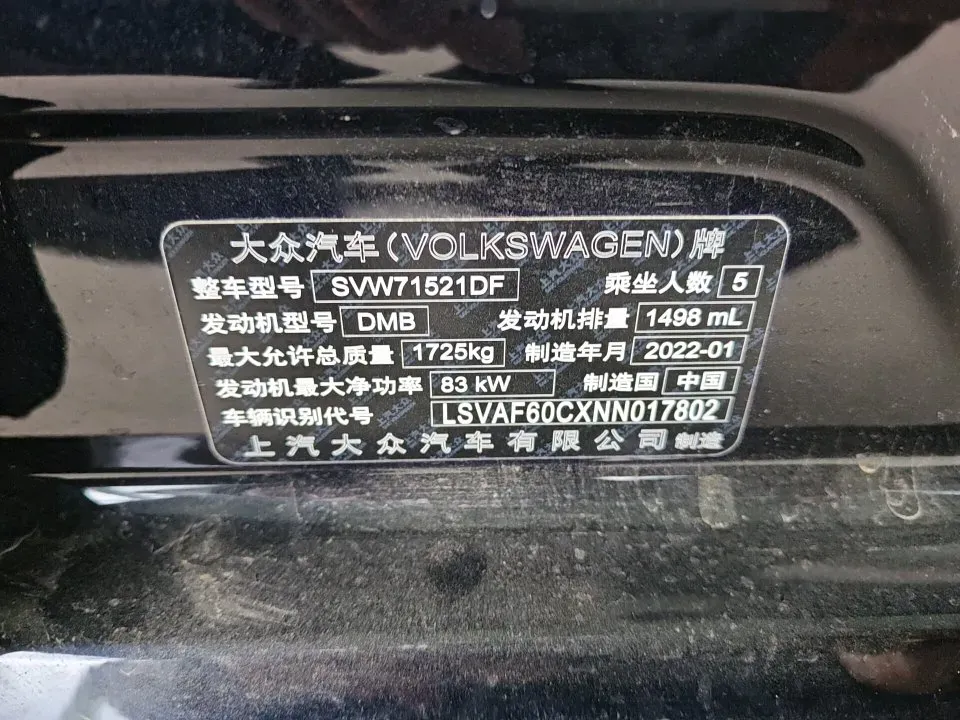 大众汽车(VOLKSWAGEN)牌
整车型号 SVW71521DF 乘坐人数 5
发动机型号 DMB 发动机排量 1498 mL
最大允许总质量 1725kg 制造年月 2022-01
发动机最大净功率 83 kW 制造国 中国
车辆识别代号 LSVAF60CXNN017802
上汽大众汽车有限公司 制造